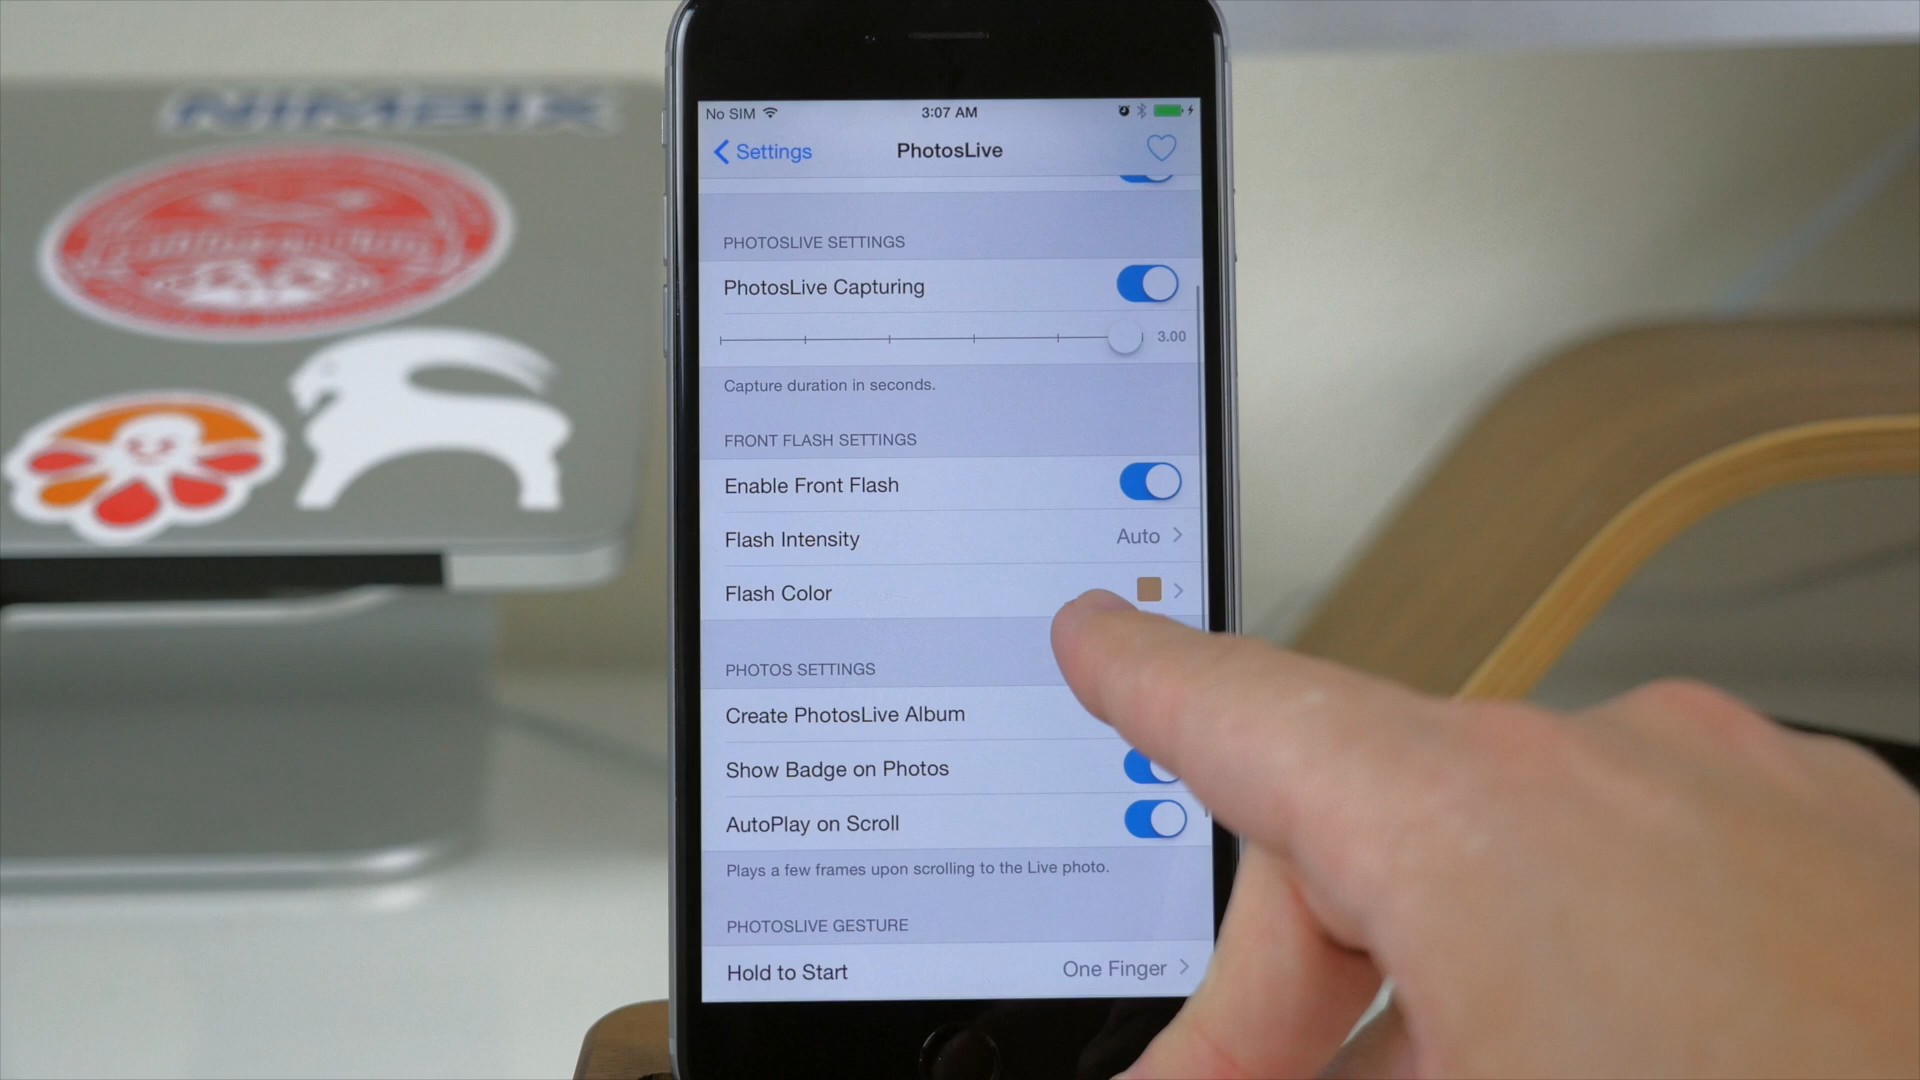 NIMBIX
No SIM 3:07 AM
Settings PhotosLive
PHOTOSLIVE SETTINGS
PhotosLive Capturing
3.00
Capture duration in seconds.
FRONT FLASH SETTINGS
Enable Front Flash
Flash Intensity Auto
Flash Color
PHOTOS SETTINGS
Create PhotosLive Album
Show Badge on Photos
AutoPlay on Scroll
Plays a few frames upon scrolling to the Live photo.
PHOTOSLIVE GESTURE
Hold to Start One Finger